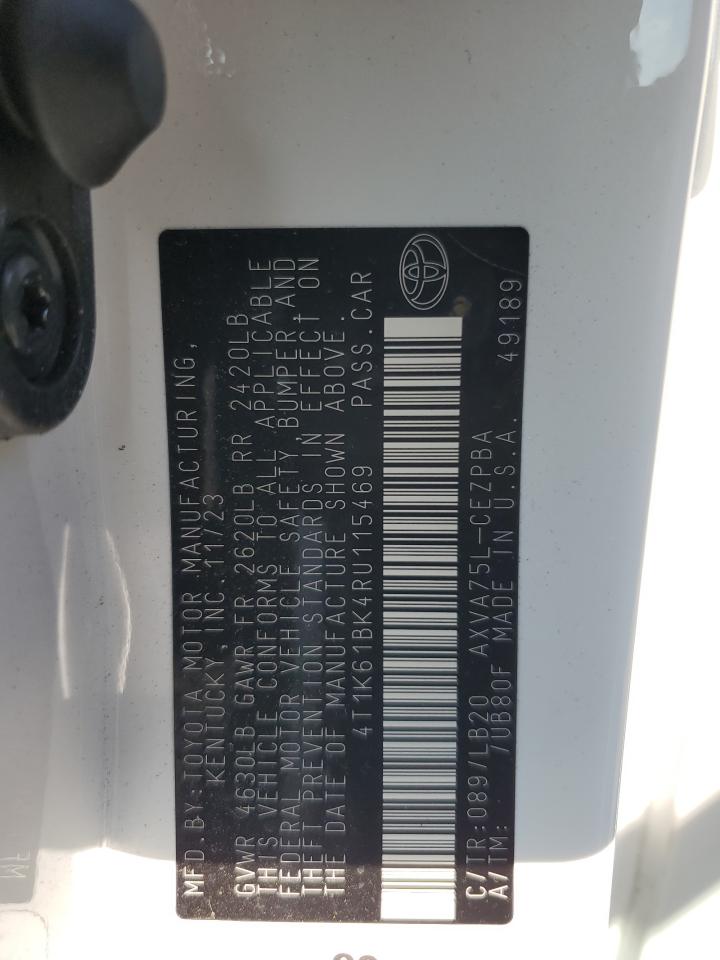 MFD.BY:TOYOTA MOTOR MANUFACTURING,
KENTUCKY, INC 11/23
GVWR 4630LB GAWR FR 2620LB RR 2420LB
THIS VEHICLE CONFORMS TO ALL APPLICABLE
FEDERAL MOTOR VEHICLE SAFETY, BUMPER, AND
THEFT PREVENTION STANDARDS IN EFFECT ON
THE DATE OF MANUFACTURE SHOWN ABOVE.
4T1K61BK4RU115469 PASS.CAR
C/TR:089/LB20 AXVA75L-CEZPBA
A/TM: /UB80F MADE IN U.S.A. 49189